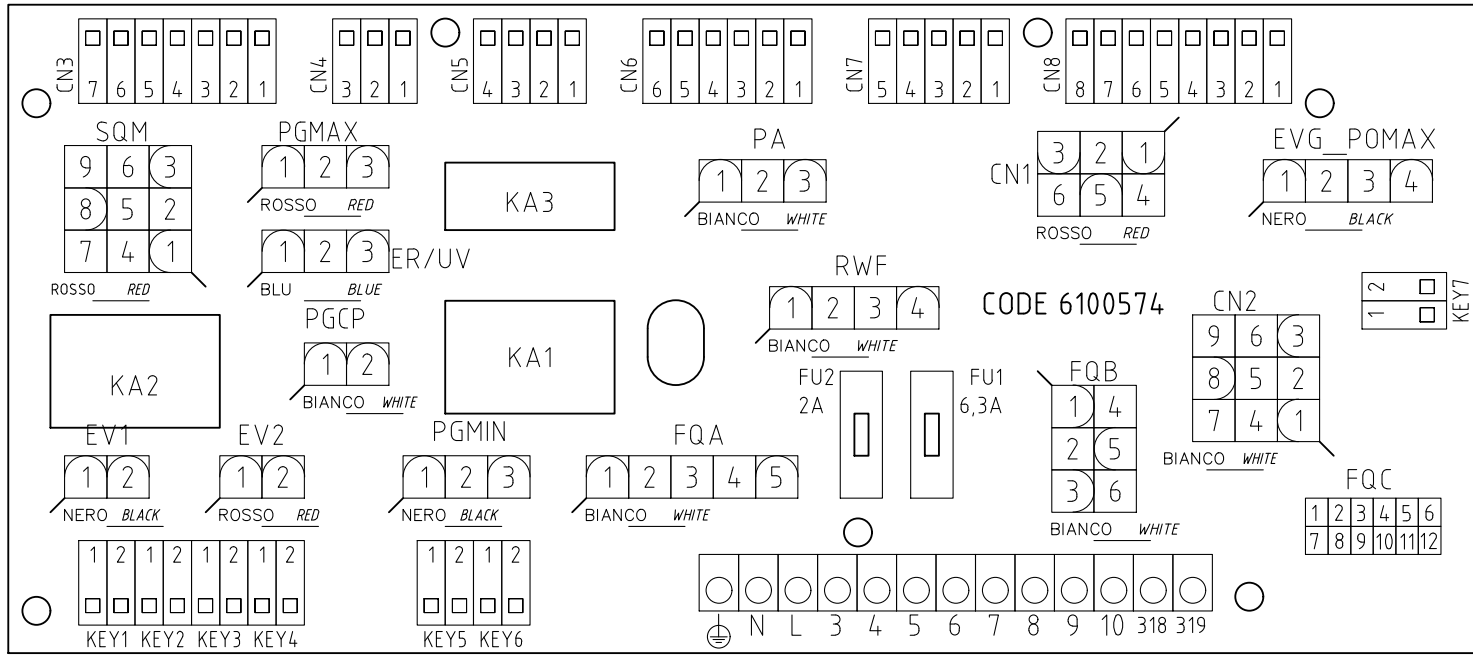 CN3 7 6 5 4 3 2 1
CN4 3 2 1
CN5 4 3 2 1
CN6 6 5 4 3 2 1
CN7 5 4 3 2 1
CN8 8 7 6 5 4 3 2 1
SQM
9 6 3
8 5 2
7 4 1
ROSSO RED
PGMAX
1 2 3
ROSSO RED
1 2 3 ER/UV
BLU BLUE
PGCP
1 2
BIANCO WHITE
KA3
KA1
KA2
PA
1 2 3
BIANCO WHITE
CN1
3 2 1
6 5 4
ROSSO RED
EVG_POMAX
1 2 3 4
NERO BLACK
RWF
1 2 3 4
BIANCO WHITE
CODE 6100574
KEY7
2
1
CN2
9 6 3
8 5 2
7 4 1
BIANCO WHITE
FU2
2A
FU1
6,3A
FQB
1 4
2 5
3 6
BIANCO WHITE
EV1
1 2
NERO BLACK
EV2
1 2
ROSSO RED
PGMIN
1 2 3
NERO BLACK
FQA
1 2 3 4 5
BIANCO WHITE
FQC
1 2 3 4 5 6
7 8 9 10 11 12
1 2 1 2 1 2 1 2
KEY1 KEY2 KEY3 KEY4
1 2 1 2
KEY5 KEY6
N L 3 4 5 6 7 8 9 10 318 319